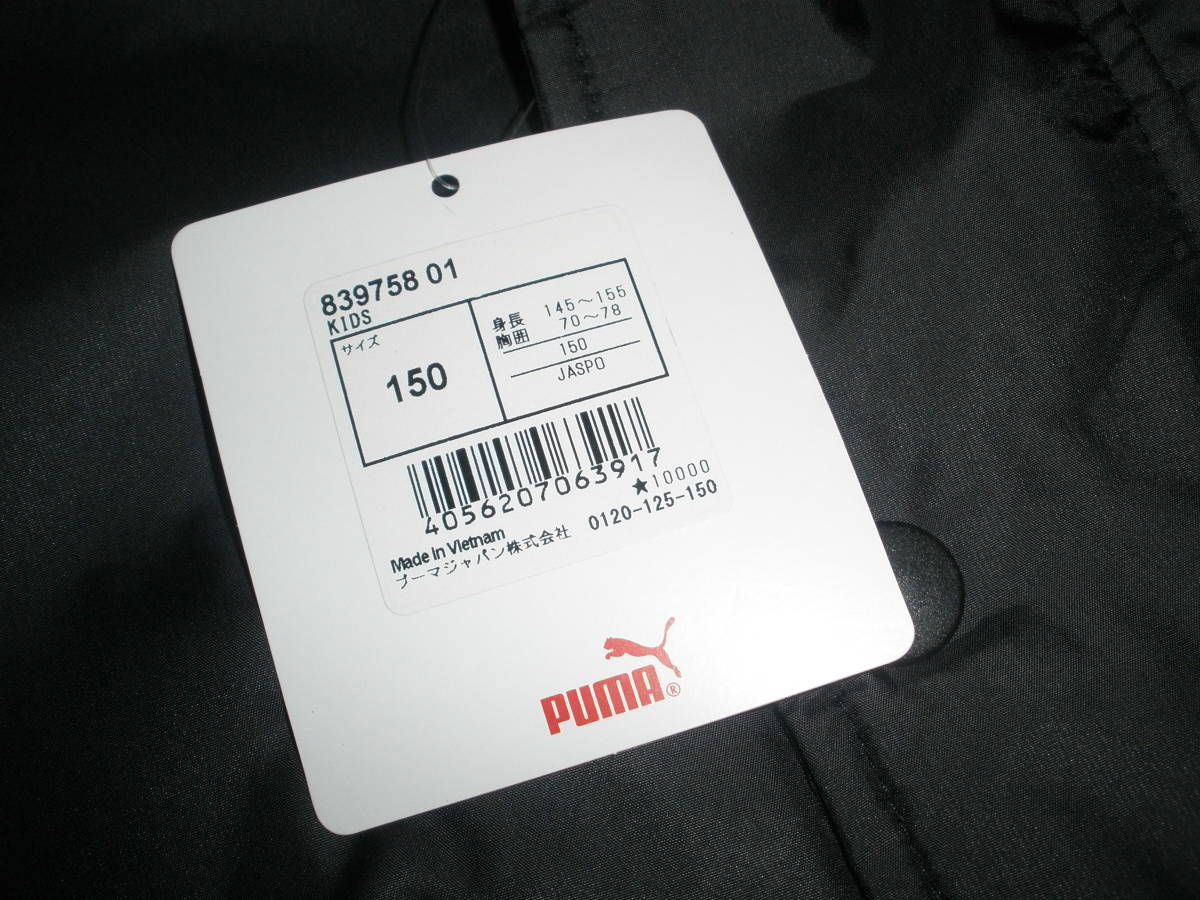 839758 01
KIDS
サイズ
150
身長 145～155
胸囲 70～78
150
JASPO
4056207063917
★10000
Made in Vietnam
プーマジャパン株式会社 0120-125-150
PUMA®